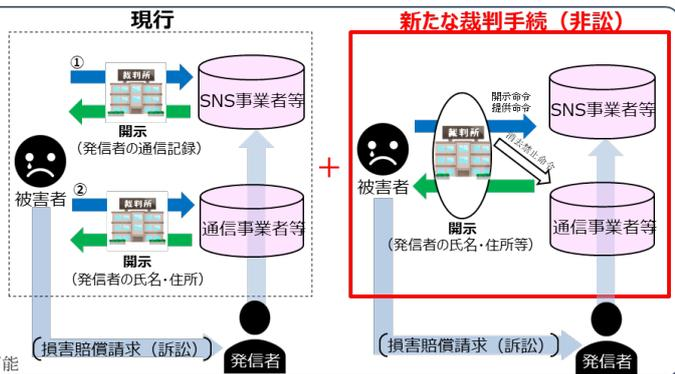 現行
①
裁判所
SNS事業者等
開示
(発信者の通信記録)
被害者
②
裁判所
通信事業者等
開示
(発信者の氏名・住所)
損害賠償請求(訴訟)
発信者
能
+
新たな裁判手続(非訟)
開示命令
提供命令
裁判所
SNS事業者等
消去禁止命令
被害者
通信事業者等
開示
(発信者の氏名・住所等)
損害賠償請求(訴訟)
発信者